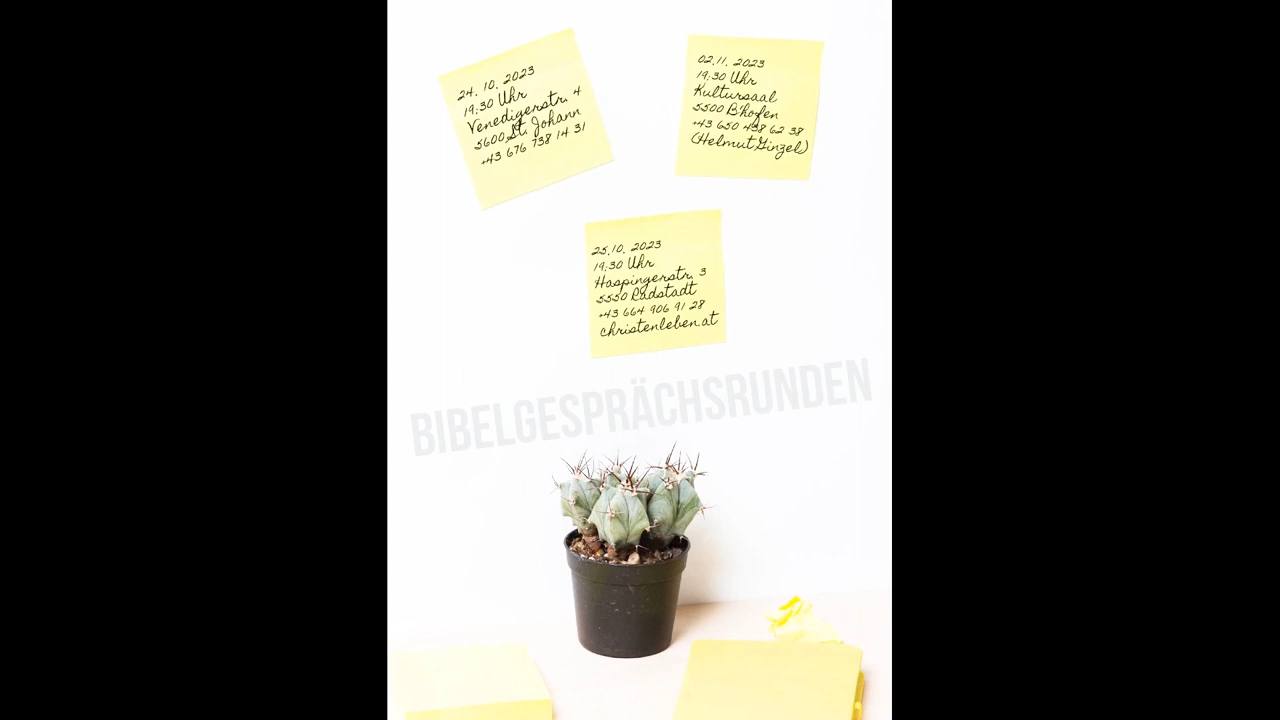 24. 10. 2023
19:30 Uhr
Venedigerstr. 4
5600 St. Johann
+43 676 738 14 31
02.11. 2023
19:30 Uhr
Kultursaal
5500 B'hofen
+43 650 438 62 38
(Helmut Ginzel)
25.10. 2023
19:30 Uhr
Haspingerstr. 3
5550 Radstadt
+43 664 906 91 28
christenleben.at
BIBELGESPRÄCHSRUNDEN